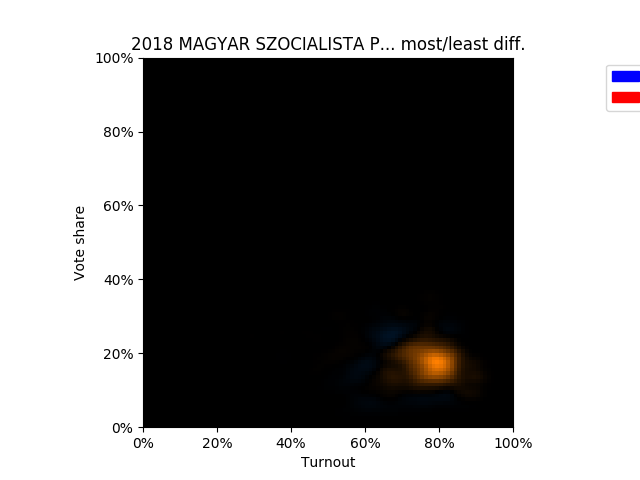 2018 MAGYAR SZOCIALISTA P... most/least diff.
100%
80%
60%
40%
20%
0%
Vote share
0% 20% 40% 60% 80% 100%
Turnout